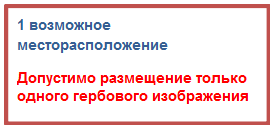 1 возможное
месторасположение
Допустимо размещение только
одного гербового изображения